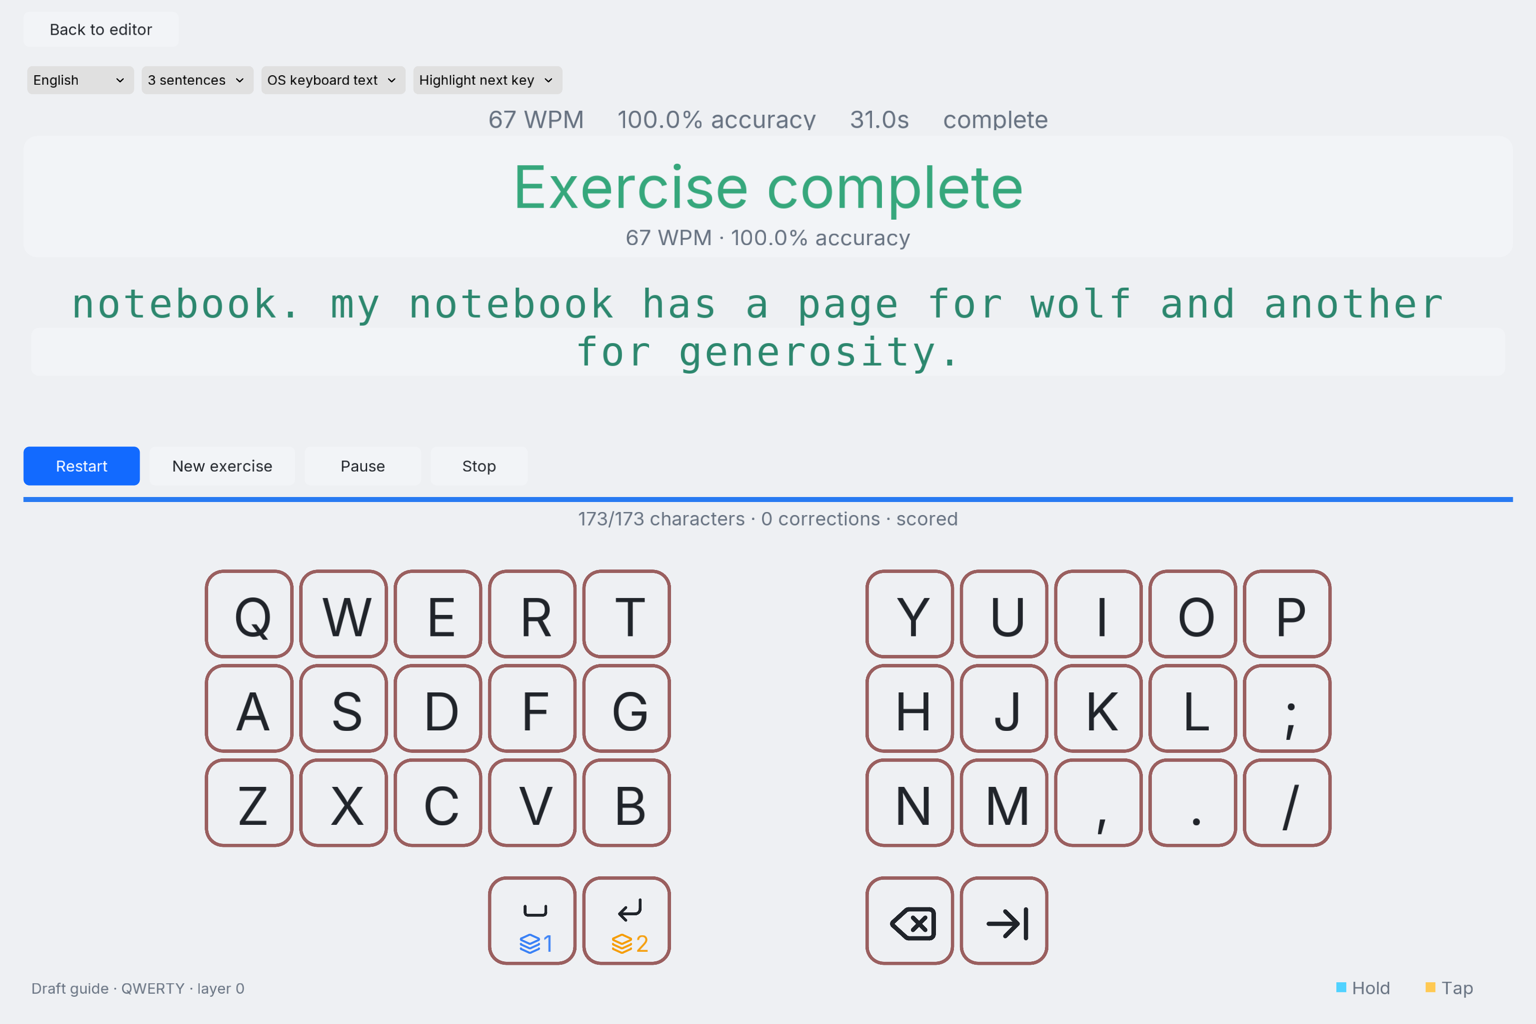 Back to editor
English 3 sentences OS keyboard text Highlight next key
67 WPM 100.0% accuracy 31.0s complete
Exercise complete
67 WPM · 100.0% accuracy
notebook. my notebook has a page for wolf and another
for generosity.
Restart New exercise Pause Stop
173/173 characters · 0 corrections · scored
Q W E R T Y U I O P
A S D F G H J K L ;
Z X C V B N M , . /
1 2
Draft guide · QWERTY · layer 0 Hold Tap